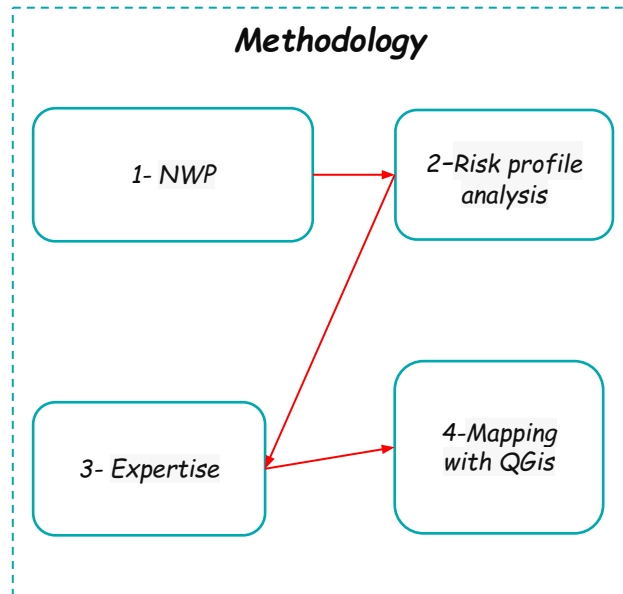 Methodology
1- NWP
2–Risk profile
analysis
3- Expertise
4-Mapping
with QGis